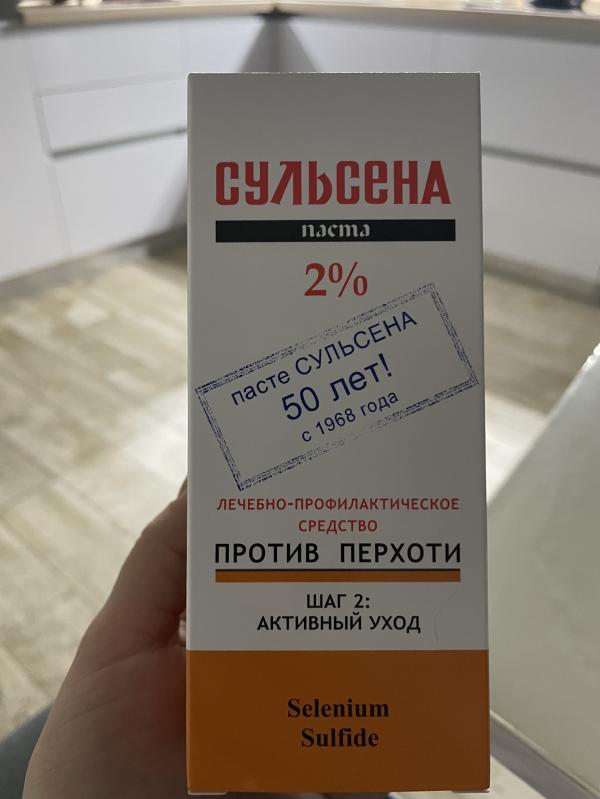 СУЛЬСЕНА
паста
2%
пасте СУЛЬСЕНА
50 лет!
с 1968 года
ЛЕЧЕБНО-ПРОФИЛАКТИЧЕСКОЕ
СРЕДСТВО
ПРОТИВ ПЕРХОТИ
ШАГ 2:
АКТИВНЫЙ УХОД
Selenium
Sulfide